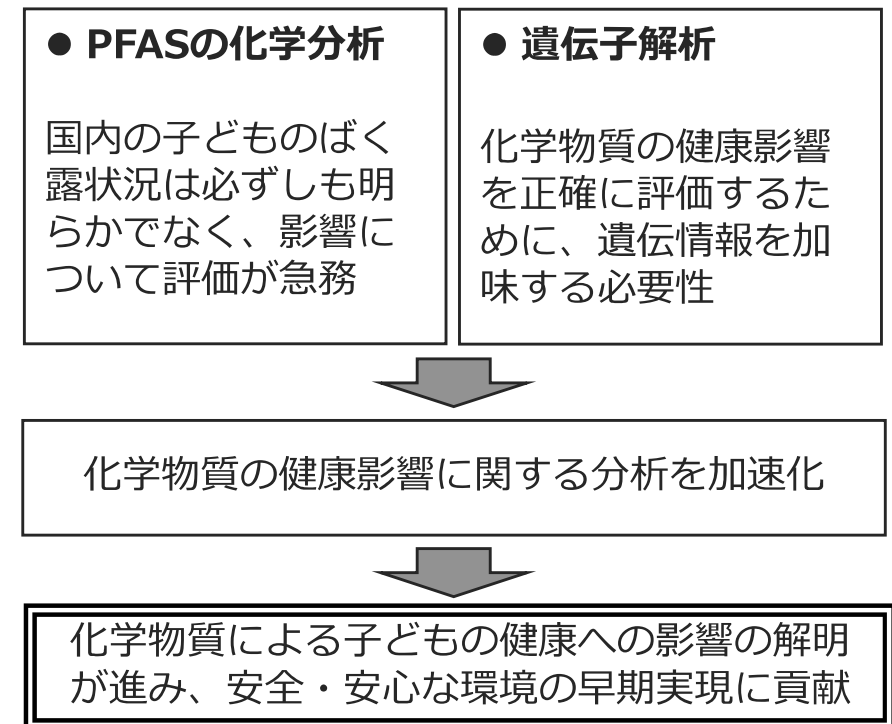 ● PFASの化学分析
国内の子どものばく
露状況は必ずしも明
らかでなく、影響に
ついて評価が急務
● 遺伝子解析
化学物質の健康影響
を正確に評価するた
めに、遺伝情報を加
味する必要性
化学物質の健康影響に関する分析を加速化
化学物質による子どもの健康への影響の解明
が進み、安全・安心な環境の早期実現に貢献